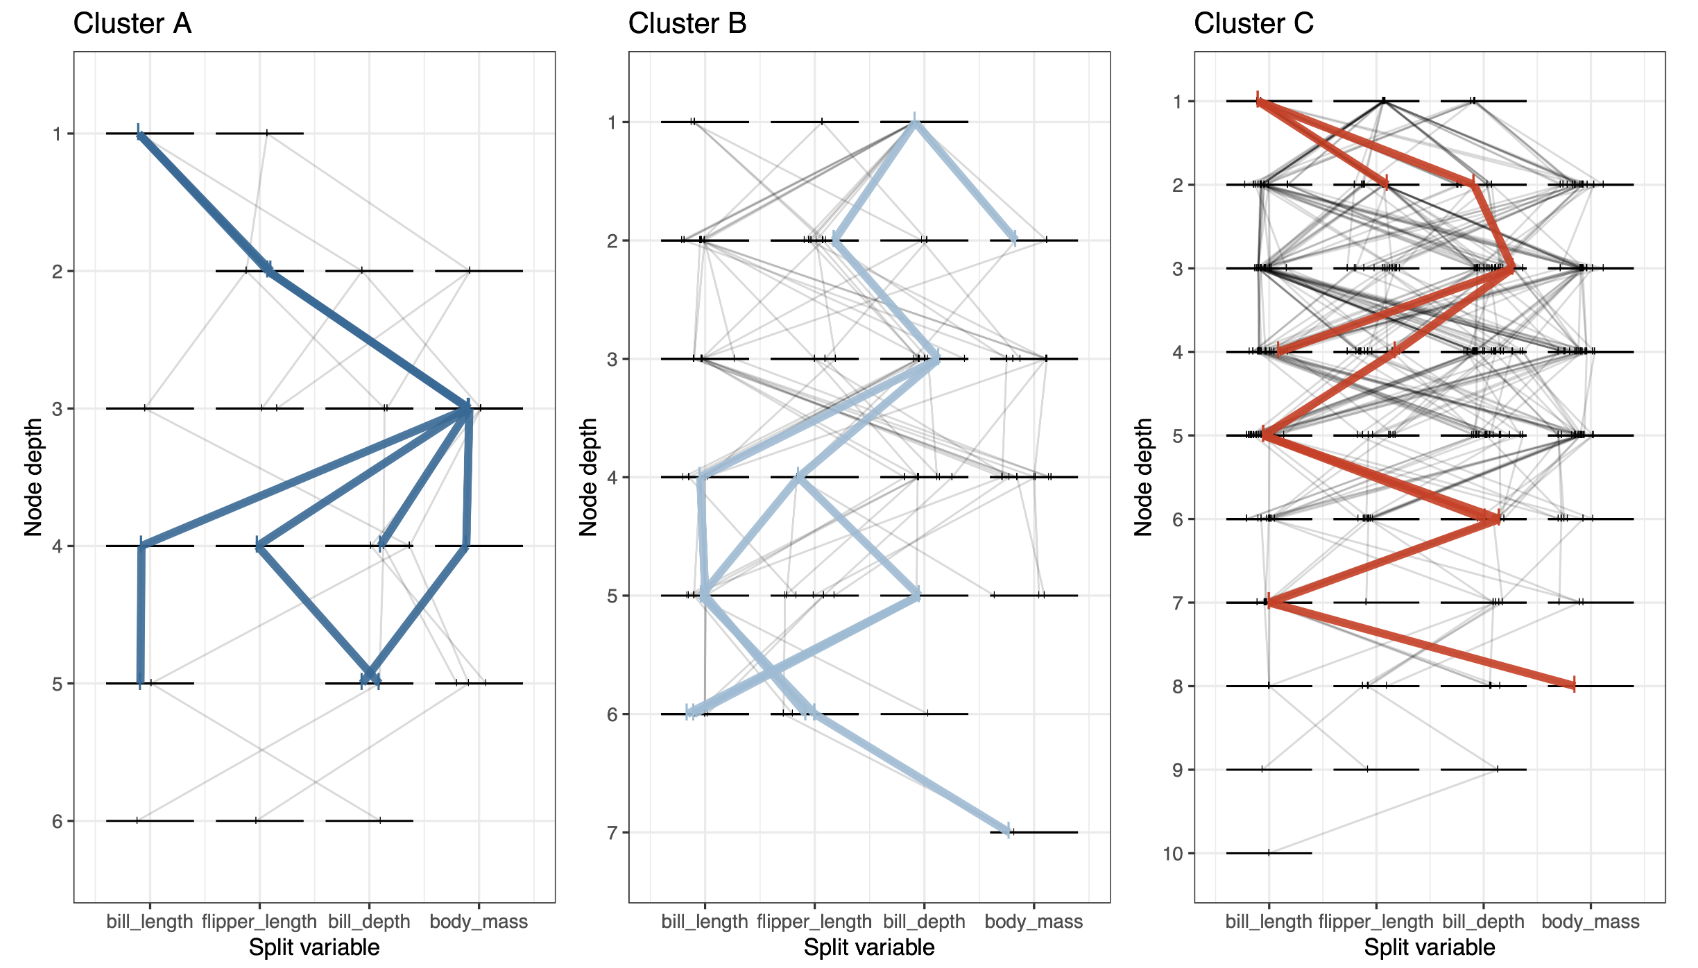 Cluster A
Node depth
1
2
3
4
5
6
bill_length flipper_length bill_depth body_mass
Split variable
Cluster B
Node depth
1
2
3
4
5
6
7
bill_length flipper_length bill_depth body_mass
Split variable
Cluster C
Node depth
1
2
3
4
5
6
7
8
9
10
bill_length flipper_length bill_depth body_mass
Split variable